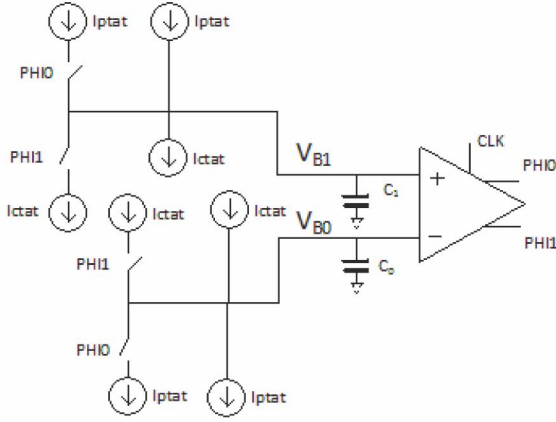 Iptat
Iptat
PHI0
PHI1
Ictat
Ictat
Ictat
Ictat
VB1
C1
+
CLK
PHI0
PHI1
VB0
−
C0
PHI1
PHI0
Iptat
Iptat